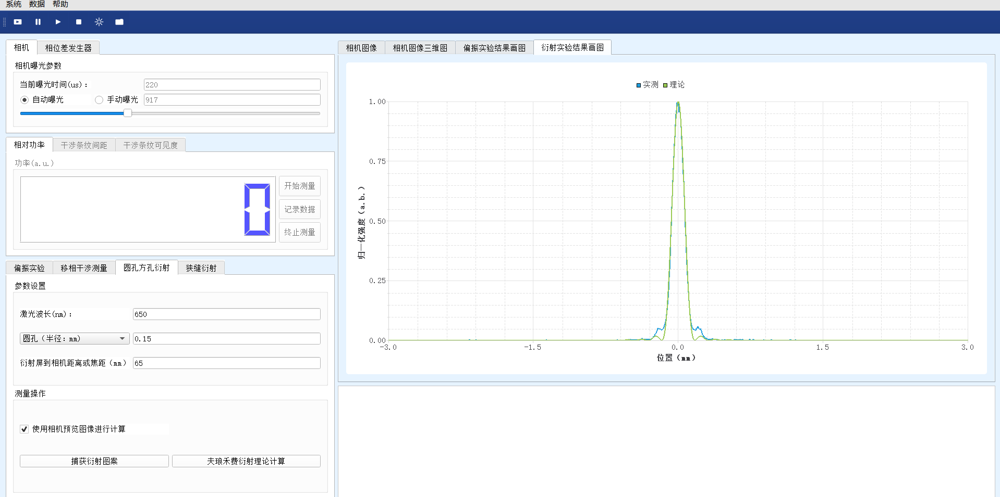 系统 数据 帮助
相机 相位差发生器
相机曝光参数
当前曝光时间(us)： 220
自动曝光 手动曝光 917
相对功率 干涉条纹间距 干涉条纹可见度
功率(a.u.)
0
开始测量
记录数据
终止测量
偏振实验 移相干涉测量 圆孔方孔衍射 狭缝衍射
参数设置
激光波长(nm)： 650
圆孔（半径：mm） 0.15
衍射屏到相机距离或焦距（mm） 65
测量操作
使用相机预览图像进行计算
捕获衍射图案 夫琅禾费衍射理论计算
相机图像 相机图像三维图 偏振实验结果画图 衍射实验结果画图
实测 理论
1.00
0.75
0.50
0.25
0.00
归一化强度（a.b.）
-3.0 -1.5 0.0 1.5 3.0
位置（mm）